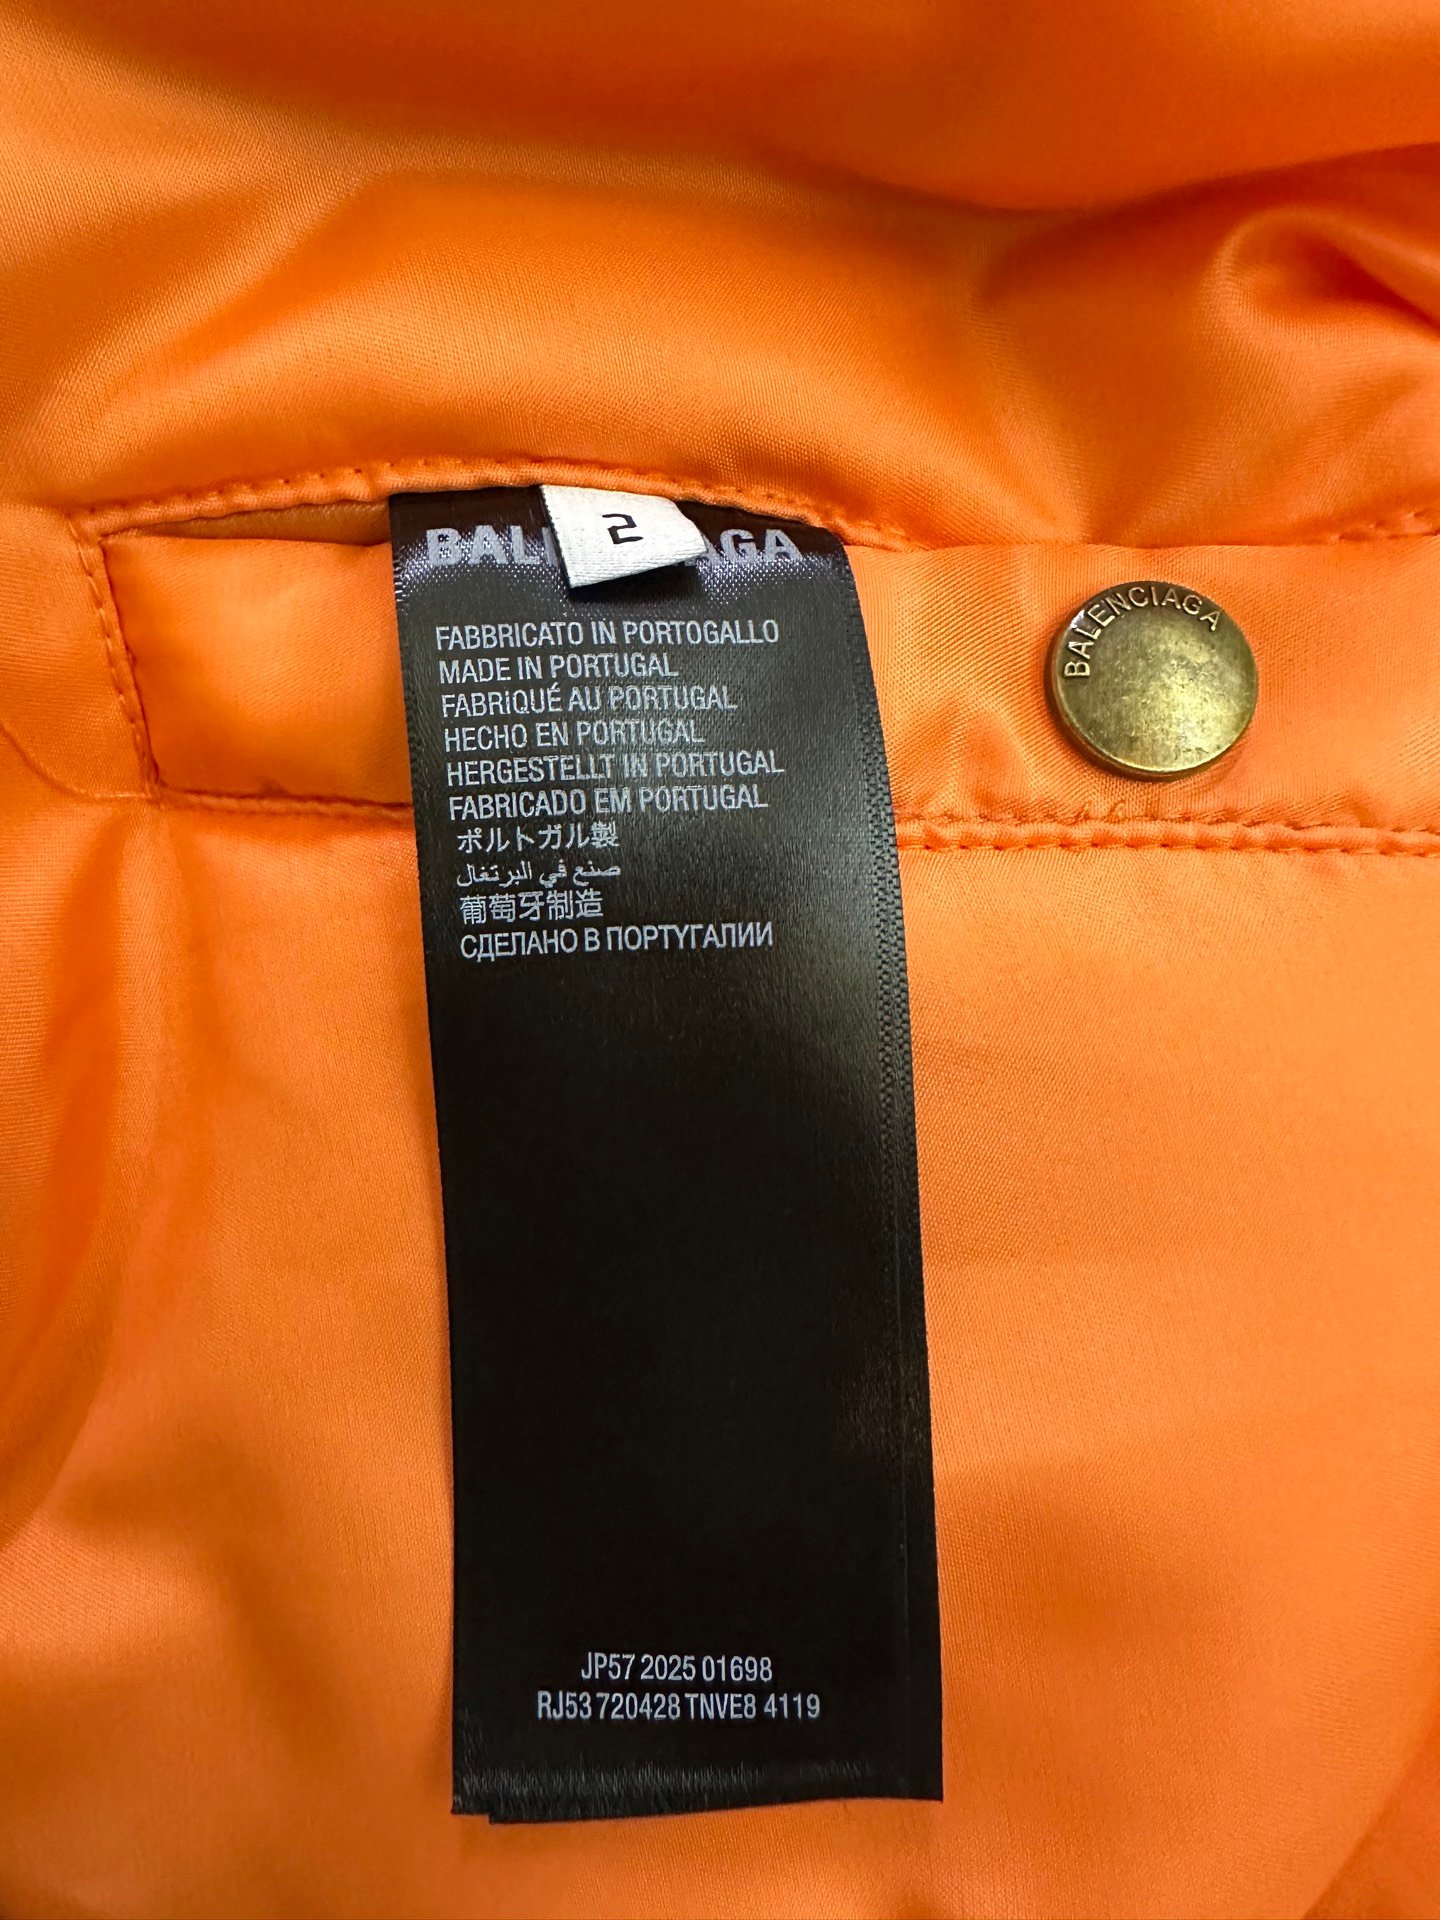 2
BAL AGA
FABBRICATO IN PORTOGALLO
MADE IN PORTUGAL
FABRIQUÉ AU PORTUGAL
HECHO EN PORTUGAL
HERGESTELLT IN PORTUGAL
FABRICADO EM PORTUGAL
ポルトガル製
صنع في البرتغال
葡萄牙制造
СДЕЛАНО В ПОРТУГАЛИИ
JP57 2025 01698
RJ53 720428 TNVE8 4119
BALENCIAGA